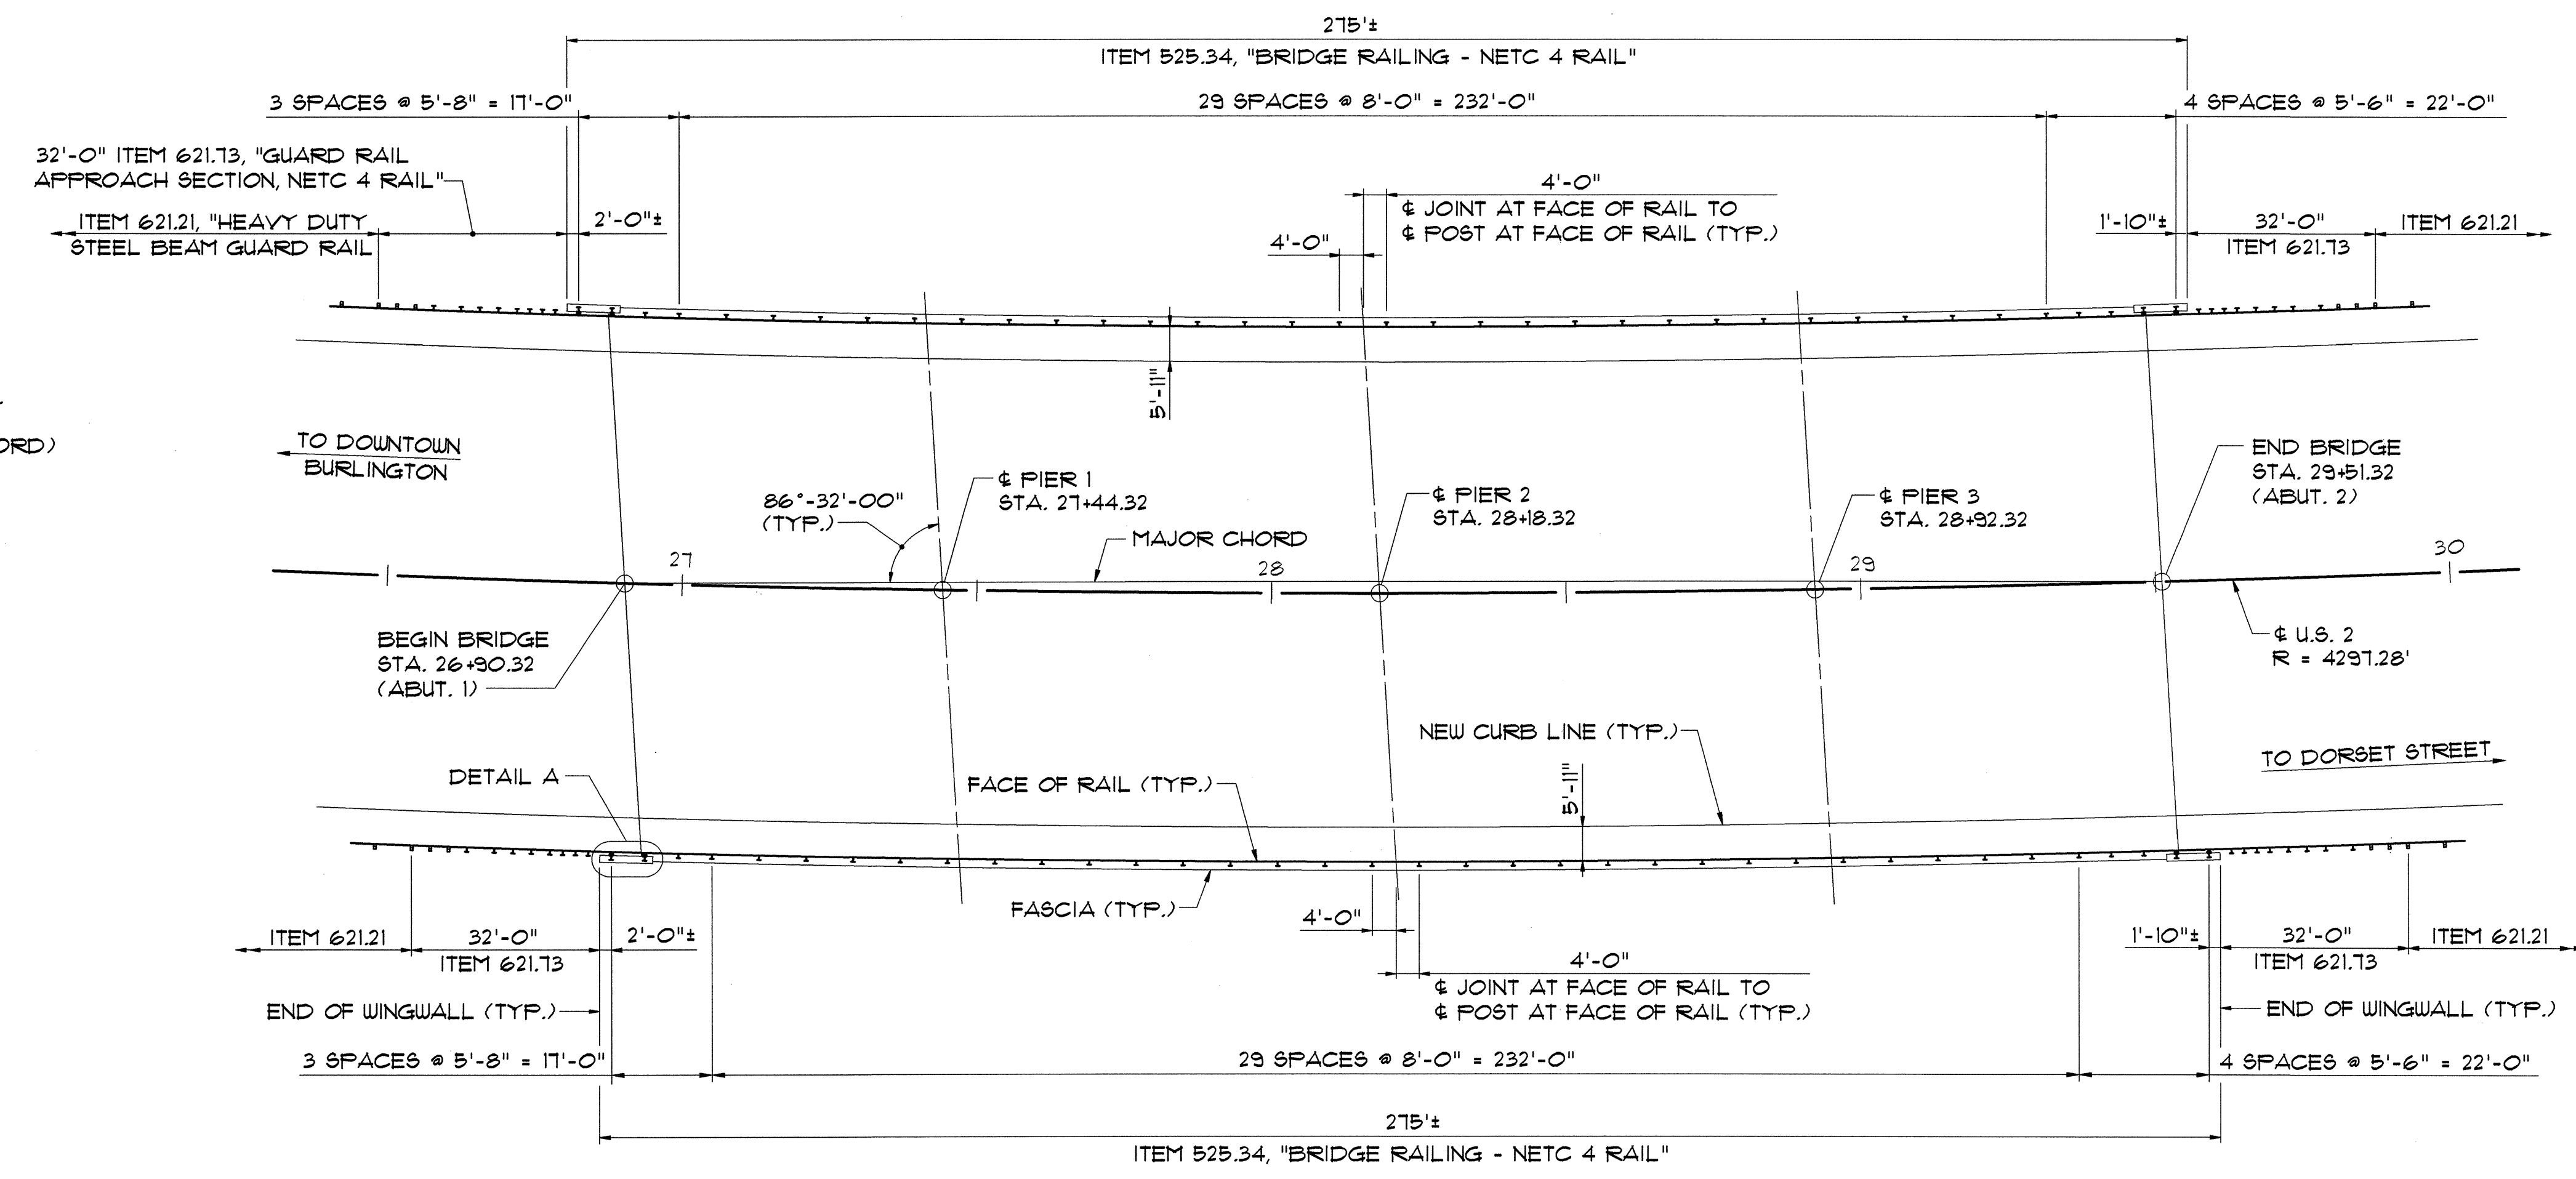 275'±
ITEM 525.34, "BRIDGE RAILING - NETC 4 RAIL"
3 SPACES @ 5'-8" = 17'-0"
29 SPACES @ 8'-0" = 232'-0"
4 SPACES @ 5'-6" = 22'-0"
32'-0" ITEM 621.73, "GUARD RAIL
APPROACH SECTION, NETC 4 RAIL"
ITEM 621.21, "HEAVY DUTY
STEEL BEAM GUARD RAIL
2'-0"±
4'-0"
4'-0"
℄ JOINT AT FACE OF RAIL TO
℄ POST AT FACE OF RAIL (TYP.)
1'-10"±
32'-0"
ITEM 621.73
ITEM 621.21
5'-11"
ORD)
TO DOWNTOWN
BURLINGTON
86°-32'-00"
(TYP.)
℄ PIER 1
STA. 27+44.32
MAJOR CHORD
℄ PIER 2
STA. 28+18.32
℄ PIER 3
STA. 28+92.32
END BRIDGE
STA. 29+51.32
(ABUT. 2)
27
28
29
30
BEGIN BRIDGE
STA. 26+90.32
(ABUT. 1)
℄ U.S. 2
R = 4297.28'
NEW CURB LINE (TYP.)
TO DORSET STREET
DETAIL A
FACE OF RAIL (TYP.)
5'-11"
FASCIA (TYP.)
ITEM 621.21
32'-0"
ITEM 621.73
2'-0"±
4'-0"
4'-0"
℄ JOINT AT FACE OF RAIL TO
℄ POST AT FACE OF RAIL (TYP.)
1'-10"±
32'-0"
ITEM 621.73
ITEM 621.21
END OF WINGWALL (TYP.)
END OF WINGWALL (TYP.)
3 SPACES @ 5'-8" = 17'-0"
29 SPACES @ 8'-0" = 232'-0"
4 SPACES @ 5'-6" = 22'-0"
275'±
ITEM 525.34, "BRIDGE RAILING - NETC 4 RAIL"